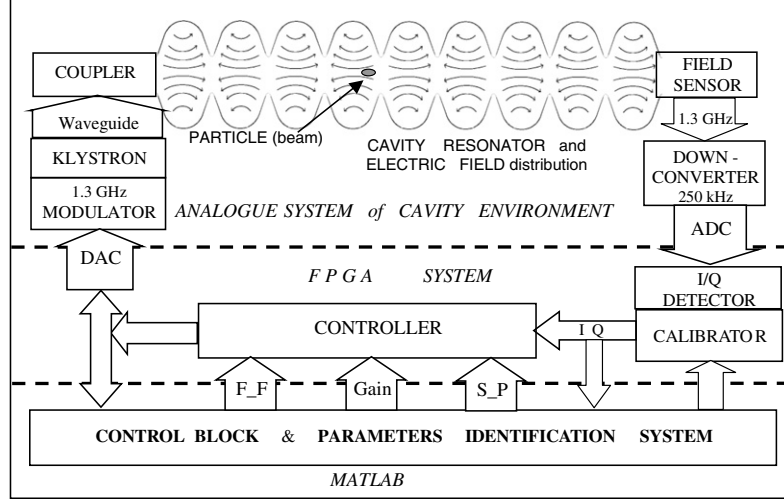 COUPLER
FIELD
SENSOR
Waveguide
1.3 GHz
PARTICLE (beam)
CAVITY RESONATOR and
ELECTRIC FIELD distribution
KLYSTRON
DOWN -
CONVERTER
250 kHz
1.3 GHz
MODULATOR
ANALOGUE SYSTEM of CAVITY ENVIRONMENT
ADC
DAC
F P G A SYSTEM
I/Q
DETECTOR
CONTROLLER
I Q
CALIBRATOR
F_F
Gain
S_P
CONTROL BLOCK & PARAMETERS IDENTIFICATION SYSTEM
MATLAB